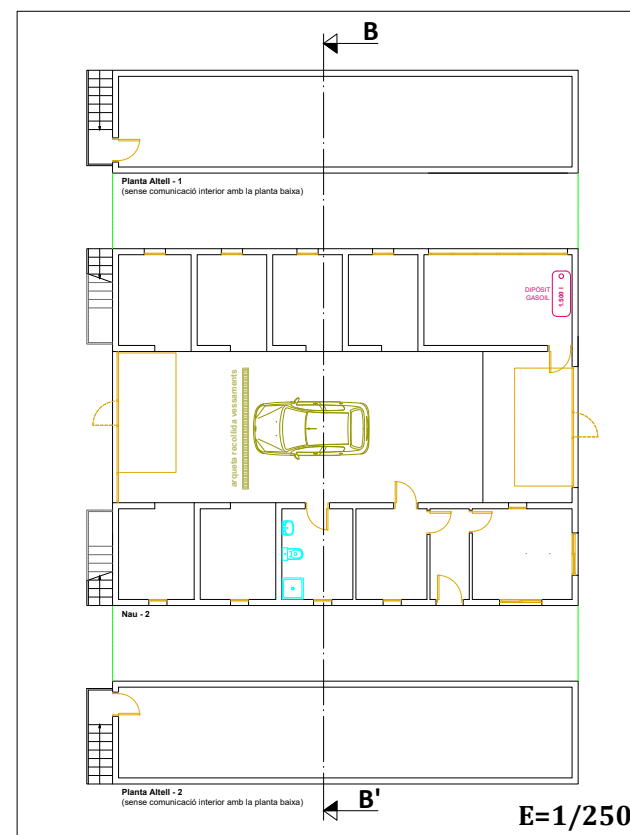 B
Planta Altell - 1
(sense comunicació interior amb la planta baixa)
DIPÒSIT
GASOIL
1.500 l
arqueta recollida vessaments
Nau - 2
Planta Altell - 2
(sense comunicació interior amb la planta baixa)
B'
E=1/250